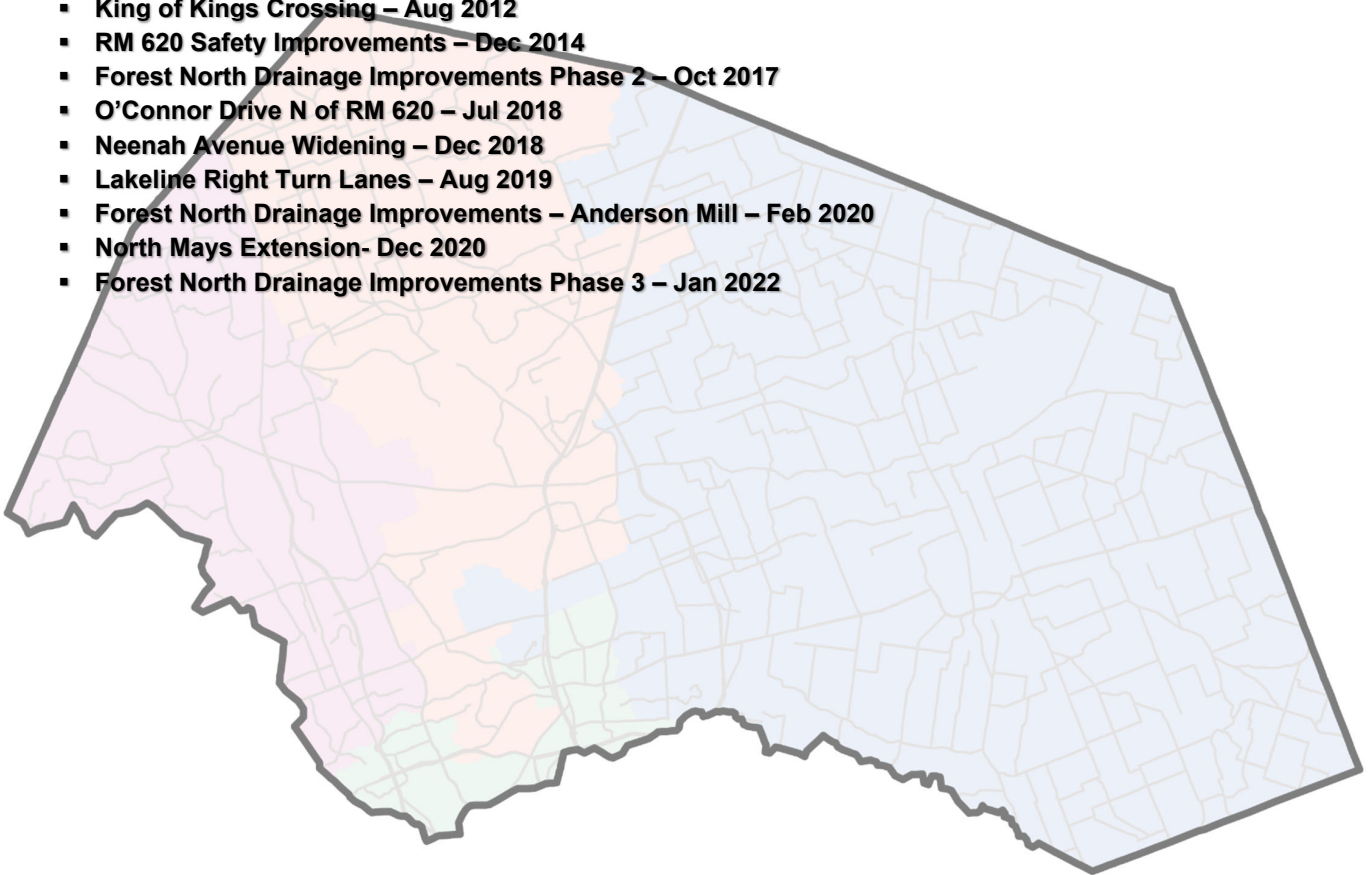 ▪ King of Kings Crossing – Aug 2012
▪ RM 620 Safety Improvements – Dec 2014
▪ Forest North Drainage Improvements Phase 2 – Oct 2017
▪ O’Connor Drive N of RM 620 – Jul 2018
▪ Neenah Avenue Widening – Dec 2018
▪ Lakeline Right Turn Lanes – Aug 2019
▪ Forest North Drainage Improvements – Anderson Mill – Feb 2020
▪ North Mays Extension- Dec 2020
▪ Forest North Drainage Improvements Phase 3 – Jan 2022